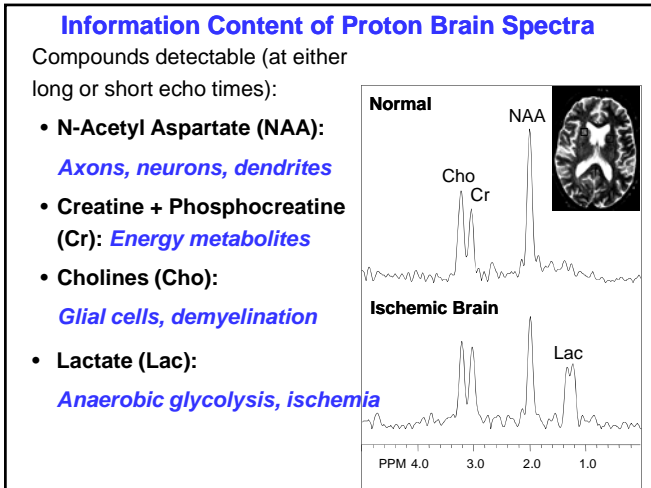 Information Content of Proton Brain Spectra
Compounds detectable (at either
long or short echo times):
• N-Acetyl Aspartate (NAA):
Axons, neurons, dendrites
• Creatine + Phosphocreatine
(Cr): Energy metabolites
• Cholines (Cho):
Glial cells, demyelination
• Lactate (Lac):
Anaerobic glycolysis, ischemia
Normal
NAA
Cho
Cr
Ischemic Brain
Lac
PPM 4.0 3.0 2.0 1.0